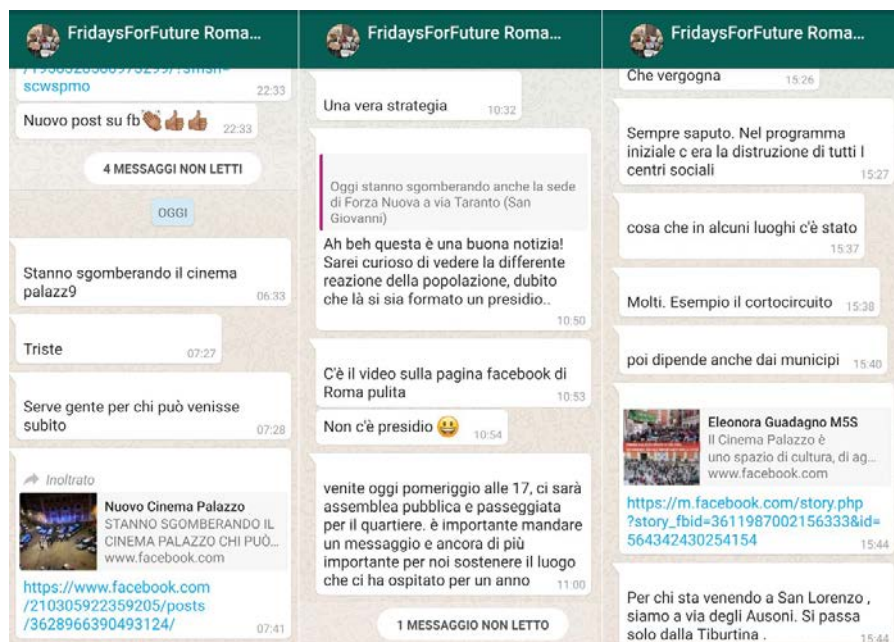 FridaysForFuture Roma...
scwspmo
22:33
Nuovo post su fb👏🏽👍🏽👍🏽
22:33
4 MESSAGGI NON LETTI
OGGI
Stanno sgomberando il cinema
palazz9
06:33
Triste
07:27
Serve gente per chi può venisse
subito
07:28
Inoltrato
Nuovo Cinema Palazzo
STANNO SGOMBERANDO IL
CINEMA PALAZZO CHI PUÒ...
www.facebook.com
https://www.facebook.com
/210305922359205/posts
/3628966390493124/
07:41
FridaysForFuture Roma...
Una vera strategia
10:32
Oggi stanno sgomberando anche la sede
di Forza Nuova a via Taranto (San
Giovanni)
Ah beh questa è una buona notizia!
Sarei curioso di vedere la differente
reazione della popolazione, dubito
che là si sia formato un presidio..
10:50
C'è il video sulla pagina facebook di
Roma pulita
10:53
Non c'è presidio 😃
10:54
venite oggi pomeriggio alle 17, ci sarà
assemblea pubblica e passeggiata
per il quartiere. è importante mandare
un messaggio e ancora di più
importante per noi sostenere il luogo
che ci ha ospitato per un anno
11:00
1 MESSAGGIO NON LETTO
FridaysForFuture Roma...
Che vergogna
15:26
Sempre saputo. Nel programma
iniziale c era la distruzione di tutti I
centri sociali
15:27
cosa che in alcuni luoghi c'è stato
15:37
Molti. Esempio il cortocircuito
15:38
poi dipende anche dai municipi
15:40
Eleonora Guadagno M5S
Il Cinema Palazzo è
uno spazio di cultura, di ag...
www.facebook.com
https://m.facebook.com/story.php
?story_fbid=3611987002156333&id=
564342430254154
15:44
Per chi sta venendo a San Lorenzo ,
siamo a via degli Ausoni. Si passa
solo dalla Tiburtina .
15:44